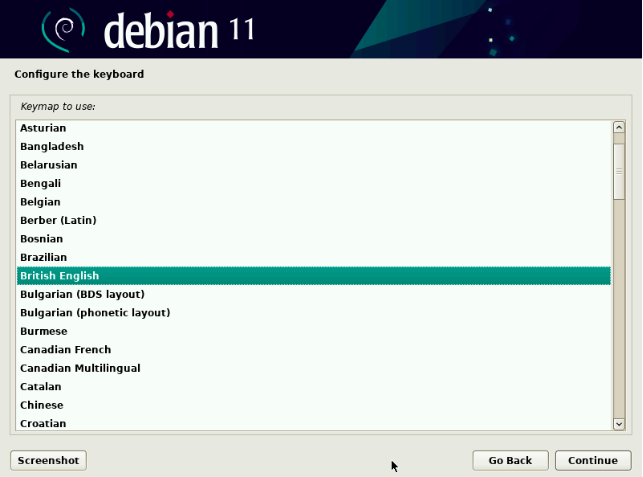 debian 11
Configure the keyboard
Keymap to use:
Asturian
Bangladesh
Belarusian
Bengali
Belgian
Berber (Latin)
Bosnian
Brazilian
British English
Bulgarian (BDS layout)
Bulgarian (phonetic layout)
Burmese
Canadian French
Canadian Multilingual
Catalan
Chinese
Croatian
Screenshot Go Back Continue